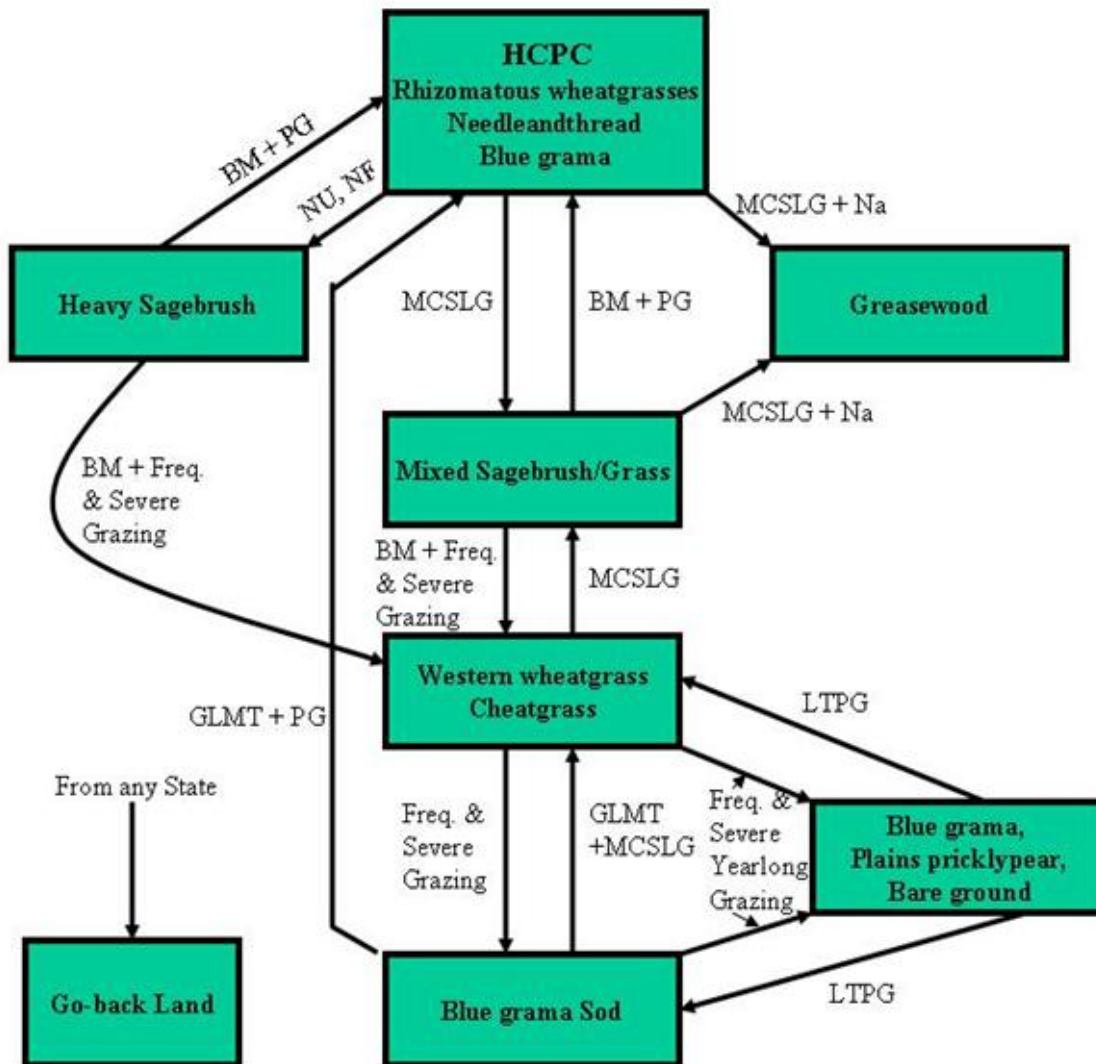 HCPC
Rhizomatous wheatgrasses
Needleandthread
Blue grama
BM + PG
NU, NF
MCSLG + Na
Heavy Sagebrush
MCSLG
BM + PG
Greasewood
MCSLG + Na
Mixed Sagebrush/Grass
BM + Freq.
& Severe
Grazing
BM + Freq.
& Severe
Grazing
MCSLG
Western wheatgrass
Cheatgrass
LTPG
GLMT + PG
From any State
Freq. &
Severe
Grazing
GLMT
+MCSLG
Freq. &
Severe
Yearlong
Grazing
Blue grama,
Plains pricklypear,
Bare ground
Go-back Land
Blue grama Sod
LTPG